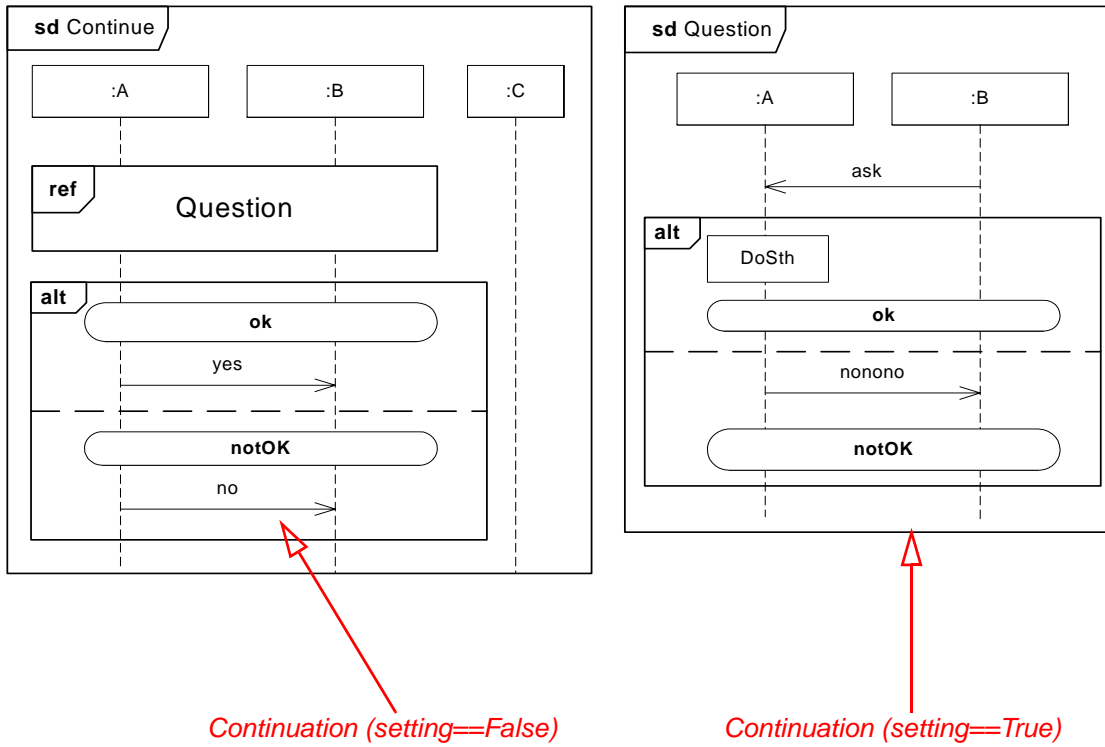 sd Continue
:A
:B
:C
ref
Question
alt
ok
yes
notOK
no
Continuation (setting==False)
sd Question
:A
:B
ask
alt
DoSth
ok
nonono
notOK
Continuation (setting==True)